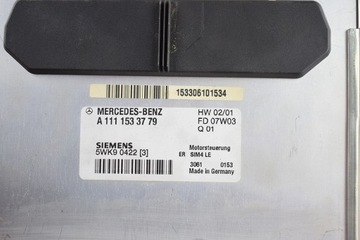 153306101534
MERCEDES-BENZ
A 111 153 37 79
HW 02/01
FD 07W03
Q 01
SIEMENS
5WK9 0422 [3]
Motorsteuerung
ER SIM4 LE
3061 0153
Made in Germany